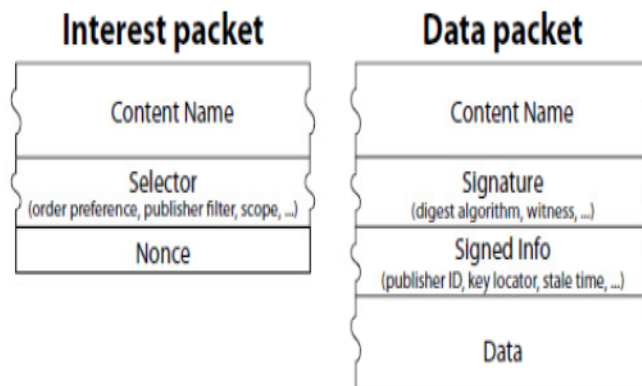 Interest packet
Content Name
Selector
(order preference, publisher filter, scope, ...)
Nonce
Data packet
Content Name
Signature
(digest algorithm, witness, ...)
Signed Info
(publisher ID, key locator, stale time, ...)
Data